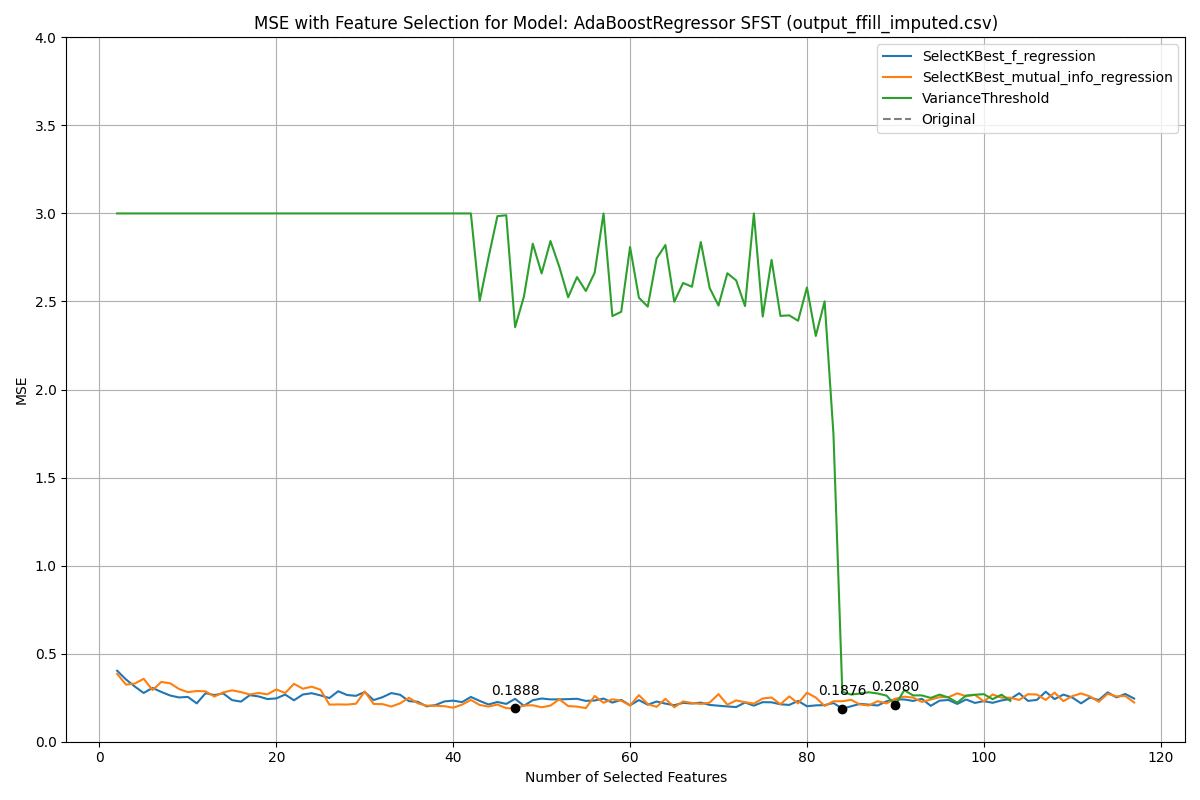 MSE with Feature Selection for Model: AdaBoostRegressor SFST (output_ffill_imputed.csv)
SelectKBest_f_regression
SelectKBest_mutual_info_regression
VarianceThreshold
Original
4.0
3.5
3.0
2.5
2.0
1.5
1.0
0.5
0.0
MSE
0.1888
0.1876
0.2080
0
20
40
60
80
100
120
Number of Selected Features